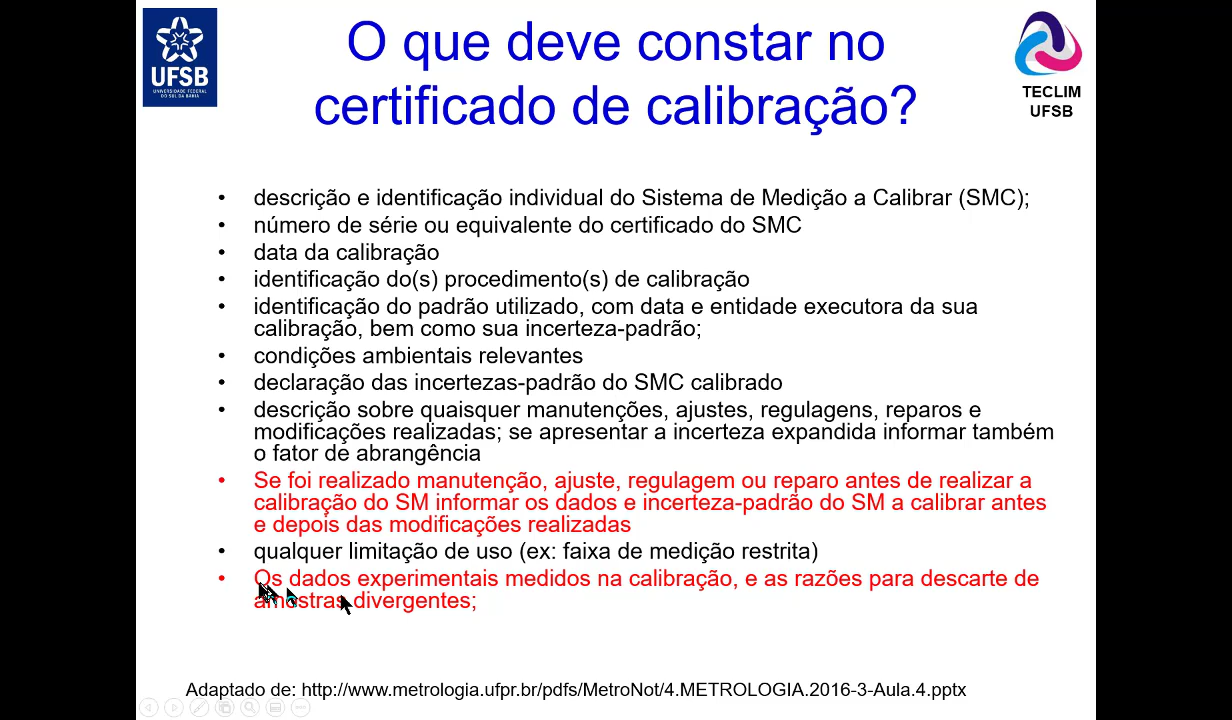 O que deve constar no
certificado de calibração?
UFSB
UNIVERSIDADE FEDERAL
DO SUL DA BAHIA
TECLIM
UFSB
• descrição e identificação individual do Sistema de Medição a Calibrar (SMC);
• número de série ou equivalente do certificado do SMC
• data da calibração
• identificação do(s) procedimento(s) de calibração
• identificação do padrão utilizado, com data e entidade executora da sua
calibração, bem como sua incerteza-padrão;
• condições ambientais relevantes
• declaração das incertezas-padrão do SMC calibrado
• descrição sobre quaisquer manutenções, ajustes, regulagens, reparos e
modificações realizadas; se apresentar a incerteza expandida informar também
o fator de abrangência
• Se foi realizado manutenção, ajuste, regulagem ou reparo antes de realizar a
calibração do SM informar os dados e incerteza-padrão do SM a calibrar antes
e depois das modificações realizadas
• qualquer limitação de uso (ex: faixa de medição restrita)
• Os dados experimentais medidos na calibração, e as razões para descarte de
amostras divergentes;
Adaptado de: http://www.metrologia.ufpr.br/pdfs/MetroNot/4.METROLOGIA.2016-3-Aula.4.pptx